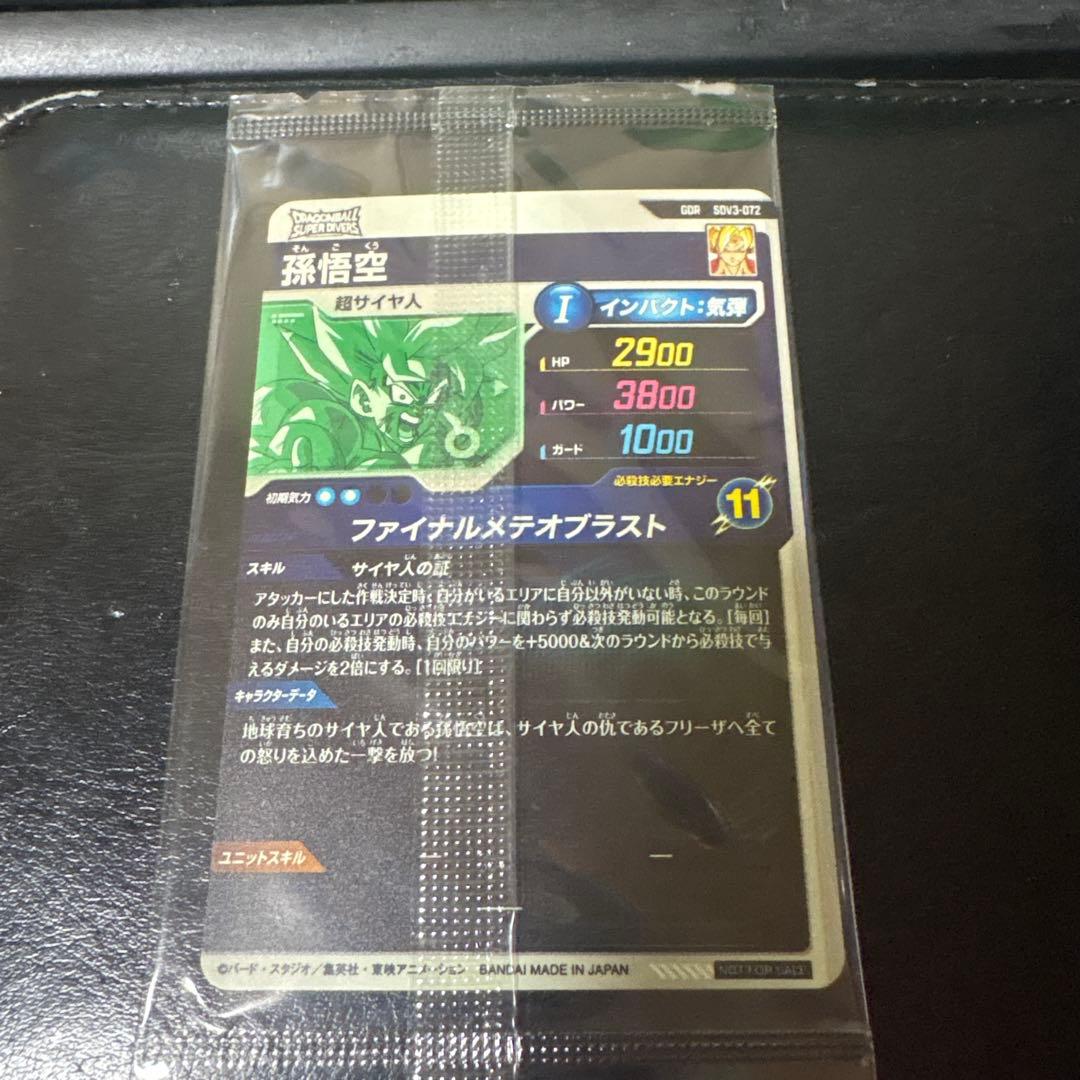 DRAGONBALL
SUPER DIVERS
GDR SDV3-072
そんごくう
孫悟空
超サイヤ人
I インパクト:気弾
HP 2900
パワー 3800
ガード 1000
初期気力
必殺技必要エナジー
11
ファイナルメテオブラスト
スキル サイヤ人の証
アタッカーにした作戦決定時、自分がいるエリアに自分以外がいない時、このラウンド
のみ自分のいるエリアの必殺技エナジーに関わらず必殺技発動可能となる。[毎回]
また、自分の必殺技発動時、自分のパワーを+5000&次のラウンドから必殺技で与
えるダメージを2倍にする。[1回限り]
キャラクターデータ
地球育ちのサイヤ人である孫悟空は、サイヤ人の仇であるフリーザへ全て
の怒りを込めた一撃を放つ!
ユニットスキル
©バード・スタジオ/集英社・東映アニメーション BANDAI MADE IN JAPAN
NOT FOR SALE